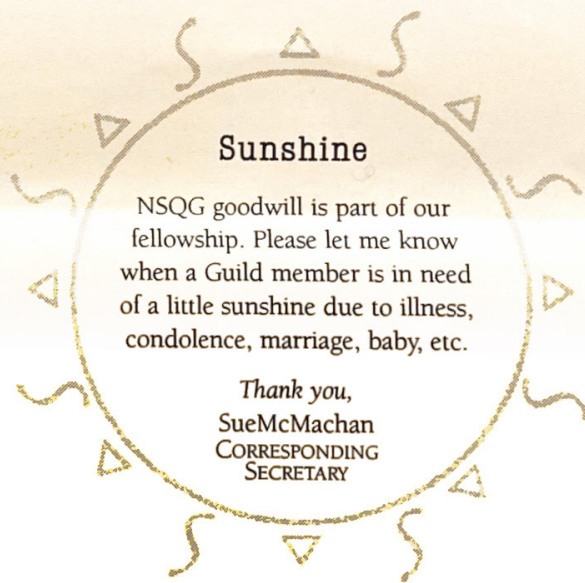 Sunshine
NSQG goodwill is part of our
fellowship. Please let me know
when a Guild member is in need
of a little sunshine due to illness,
condolence, marriage, baby, etc.
Thank you,
SueMcMachan
CORRESPONDING
SECRETARY